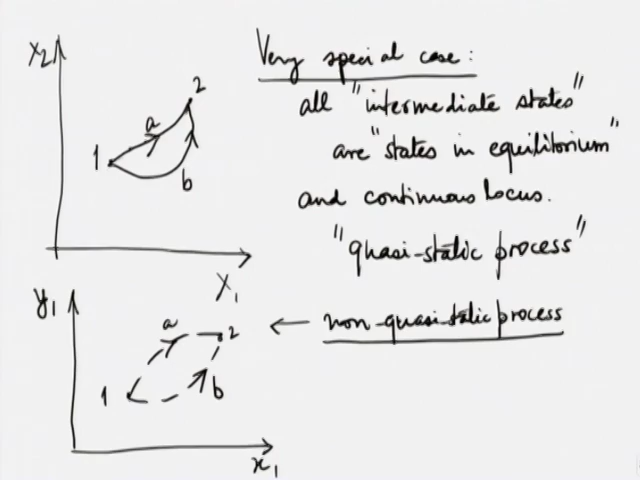 X2
2
a
1
b
X1
Very special case:
all "intermediate states"
are "states in equilibrium"
and continuous locus.
"quasi-static process"
y1
a
2
1
b
x1
← non-quasi-static process